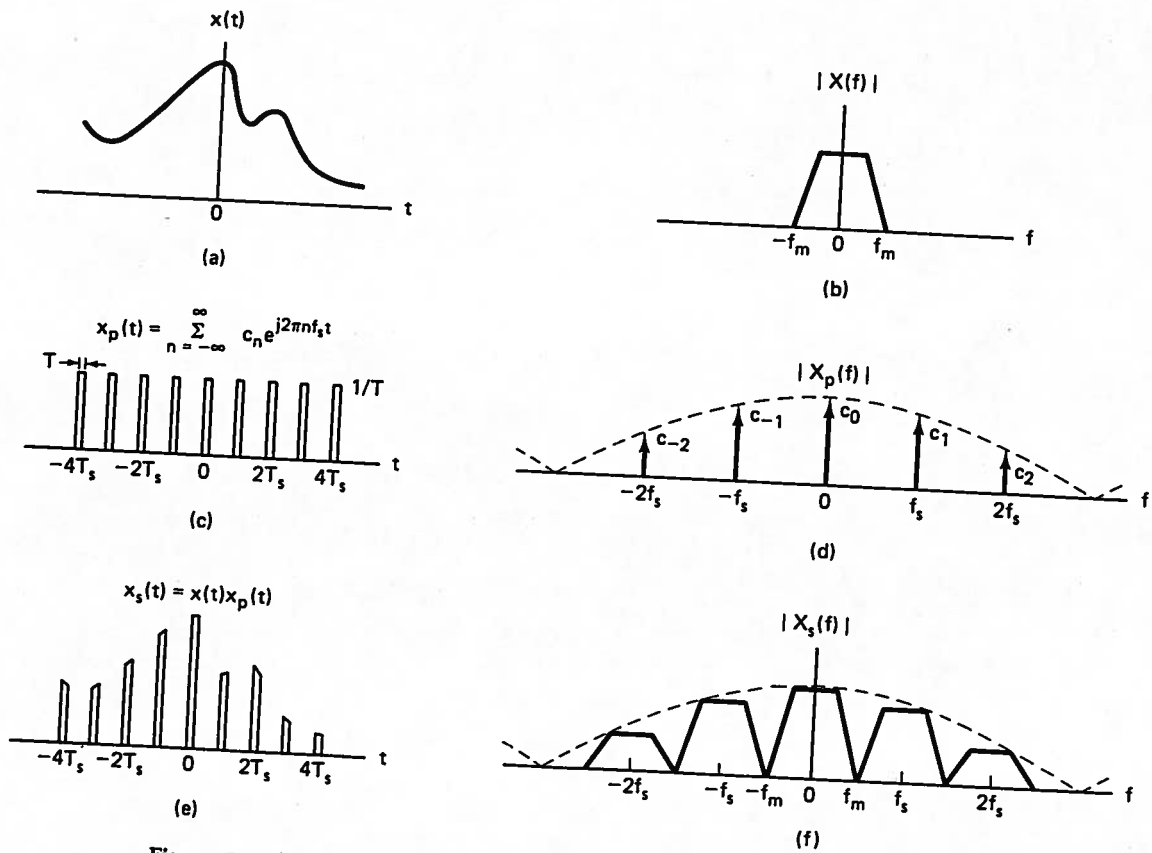 x(t)
t
0
(a)
| X(f) |
−f_m 0 f_m f
(b)
x_p(t) = ∑_{n = −∞}^{∞} c_n e^{j2πnf_s t}
T
1/T
−4T_s −2T_s 0 2T_s 4T_s t
(c)
| X_p(f) |
c_−2 c_−1 c_0 c_1 c_2
−2f_s −f_s 0 f_s 2f_s f
(d)
x_s(t) = x(t)x_p(t)
−4T_s −2T_s 0 2T_s 4T_s t
(e)
| X_s(f) |
−2f_s −f_s −f_m 0 f_m f_s 2f_s f
(f)